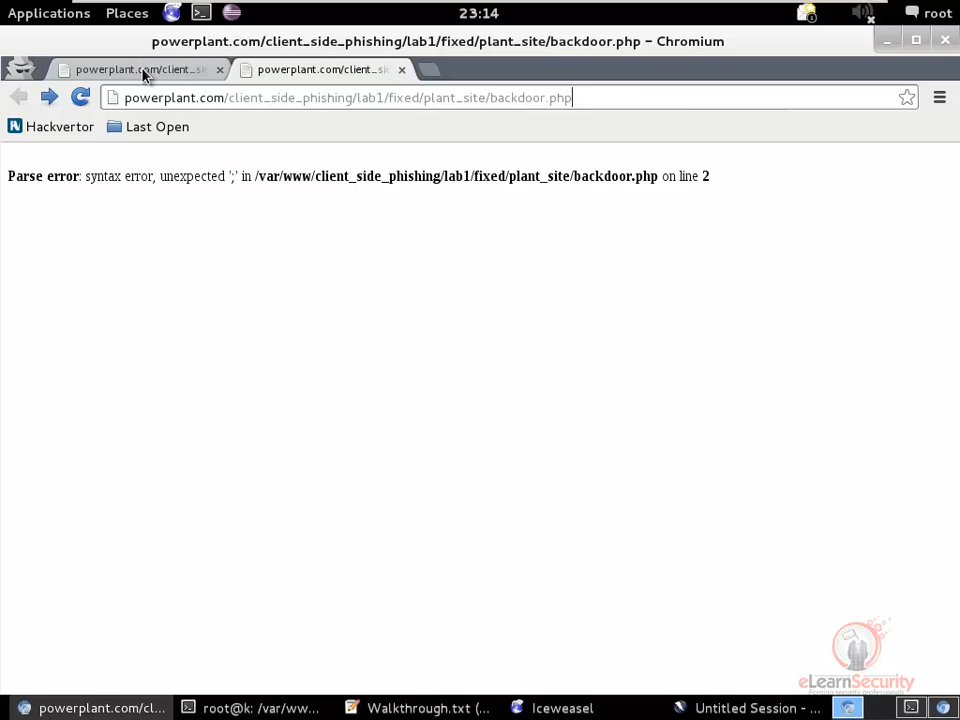 Applications Places 23:14 root
powerplant.com/client_side_phishing/lab1/fixed/plant_site/backdoor.php - Chromium
powerplant.com/client_si powerplant.com/client_si
powerplant.com/client_side_phishing/lab1/fixed/plant_site/backdoor.php
Hackvertor Last Open
Parse error: syntax error, unexpected ';' in /var/www/client_side_phishing/lab1/fixed/plant_site/backdoor.php on line 2
eLearnSecurity
Forging security professionals
powerplant.com/cl... root@k: /var/ww... Walkthrough.txt (... Iceweasel Untitled Session - ...